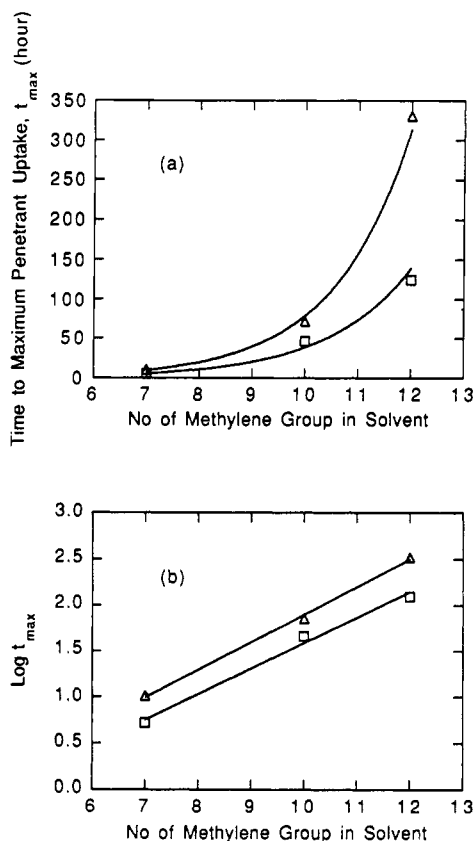 Time to Maximum Penetrant Uptake, t_max (hour)
350
300
250
200
150
100
50
0
(a)
6 7 8 9 10 11 12 13
No of Methylene Group in Solvent
Log t_max
3.0
2.5
2.0
1.5
1.0
0.5
0.0
(b)
6 7 8 9 10 11 12 13
No of Methylene Group in Solvent